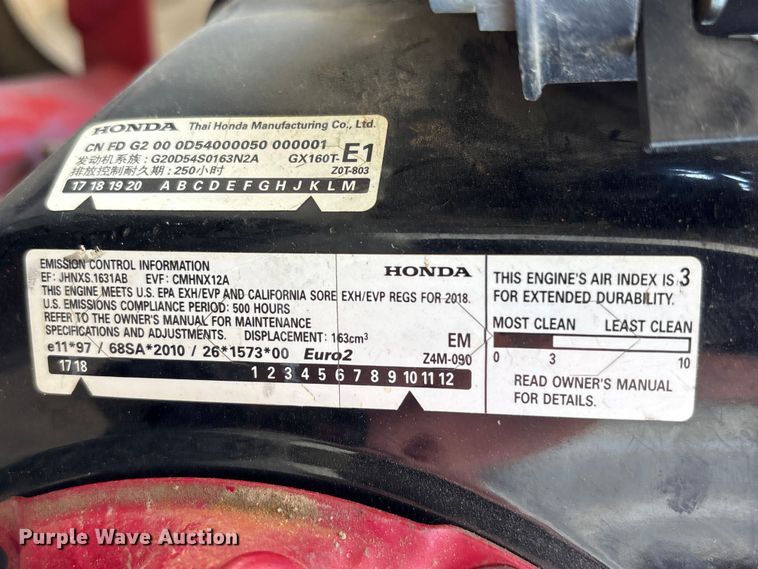 HONDA Thai Honda Manufacturing Co., Ltd.
CN FD G2 00 0D54000050 000001
发动机系族 : G20D54S0163N2A GX160T-E1
排放控制耐久期 : 250小时 Z0T-803
17 18 19 20 A B C D E F G H J K L M
EMISSION CONTROL INFORMATION HONDA
EF: JHNXS.1631AB EVF: CMHNX12A
THIS ENGINE MEETS U.S. EPA EXH/EVP AND CALIFORNIA SORE EXH/EVP REGS FOR 2018.
U.S. EMISSIONS COMPLIANCE PERIOD: 500 HOURS
REFER TO THE OWNER'S MANUAL FOR MAINTENANCE
SPECIFICATIONS AND ADJUSTMENTS. DISPLACEMENT: 163cm³ EM
e11*97 / 68SA*2010 / 26*1573*00 Euro2 Z4M-090
17 18 1 2 3 4 5 6 7 8 9 10 11 12
THIS ENGINE'S AIR INDEX IS 3
FOR EXTENDED DURABILITY.
MOST CLEAN LEAST CLEAN
0 3 10
READ OWNER'S MANUAL
FOR DETAILS.
Purple Wave Auction